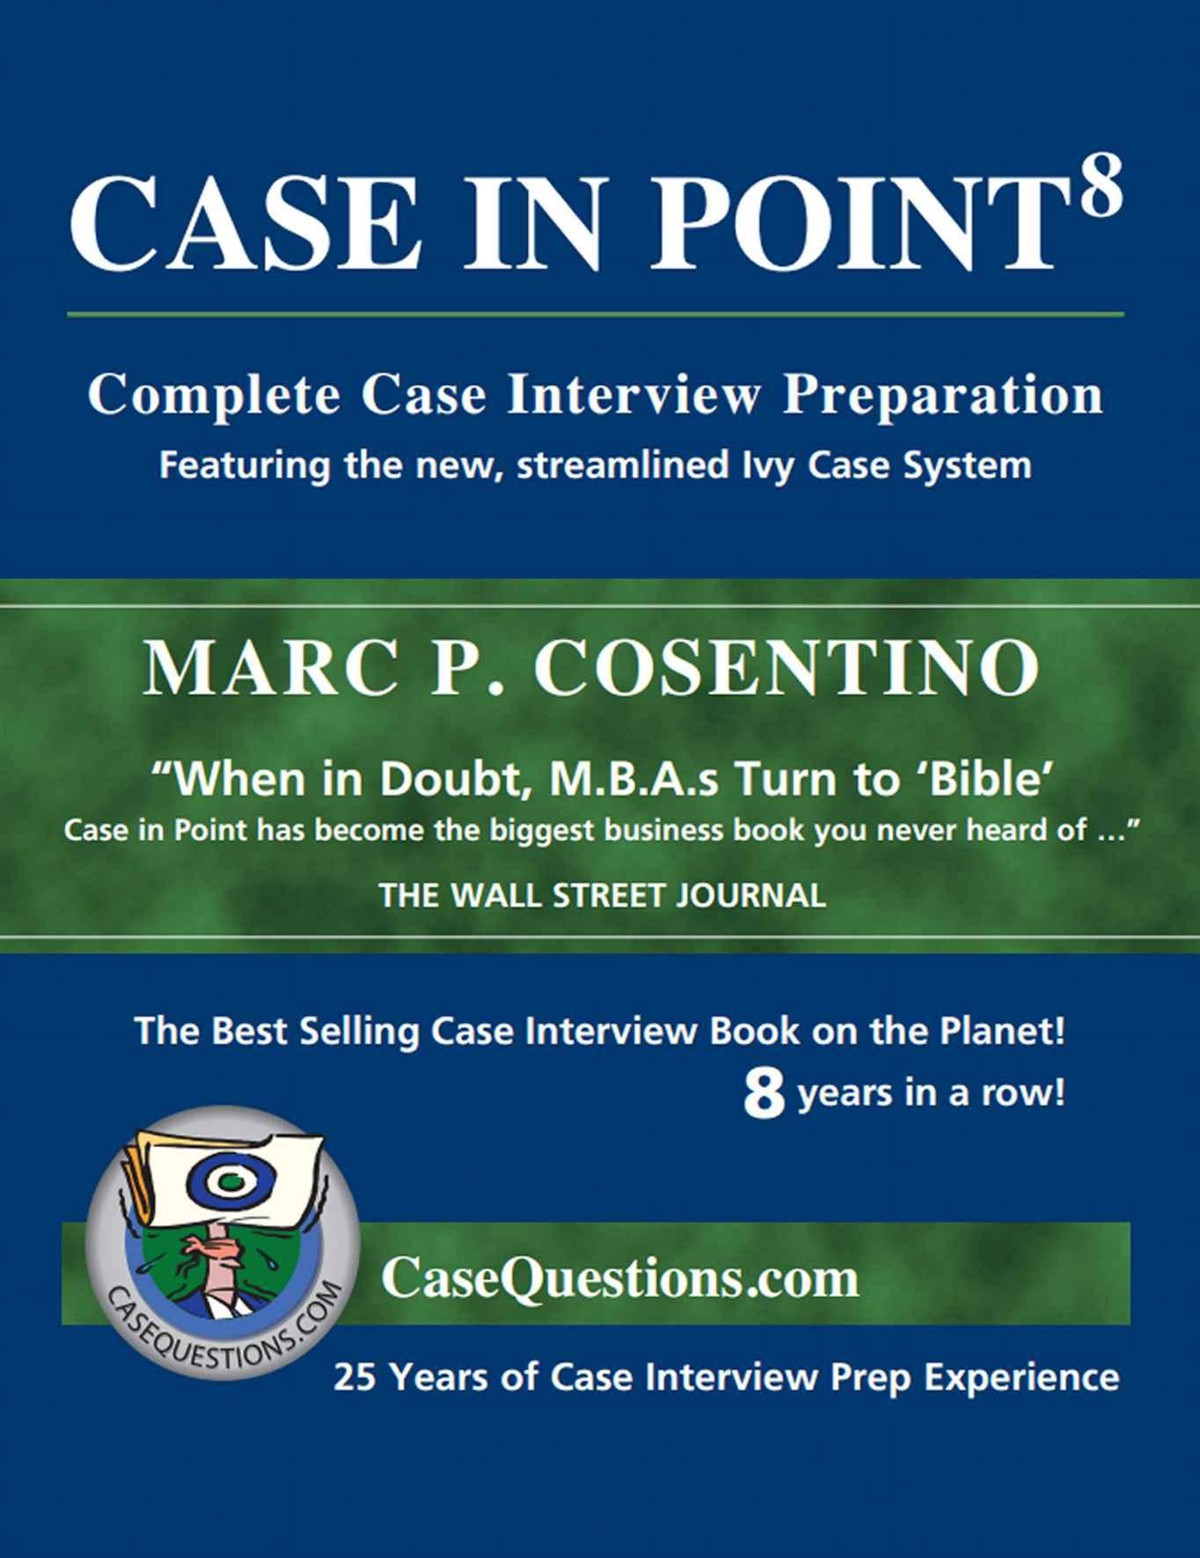 CASE IN POINT⁸
Complete Case Interview Preparation
Featuring the new, streamlined Ivy Case System
MARC P. COSENTINO
“When in Doubt, M.B.A.s Turn to ‘Bible’
Case in Point has become the biggest business book you never heard of ...”
THE WALL STREET JOURNAL
The Best Selling Case Interview Book on the Planet!
8 years in a row!
CASEQUESTIONS.COM
CaseQuestions.com
25 Years of Case Interview Prep Experience